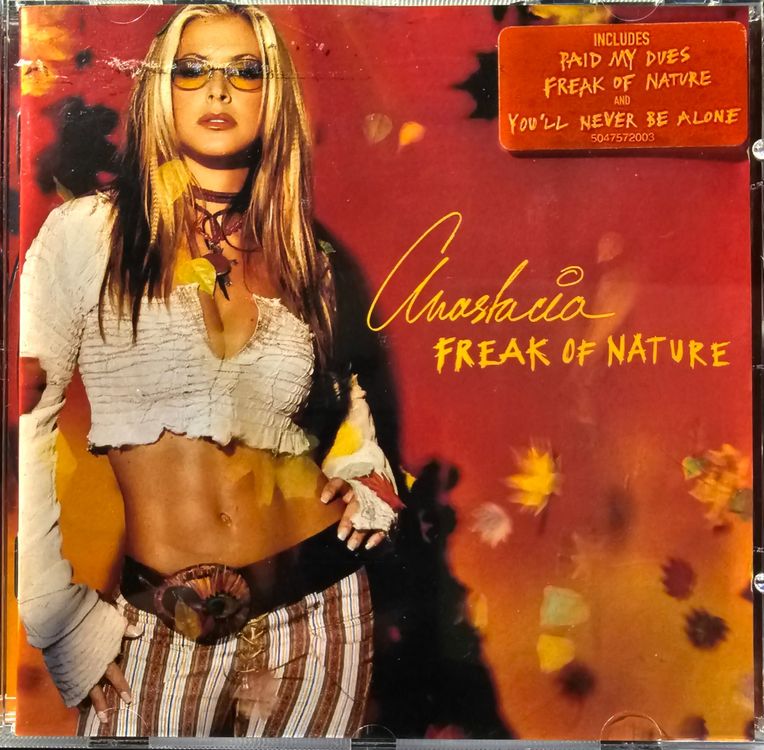 INCLUDES
PAID MY DUES
FREAK OF NATURE
AND
YOU'LL NEVER BE ALONE
5047572003
Anastacia
FREAK OF NATURE